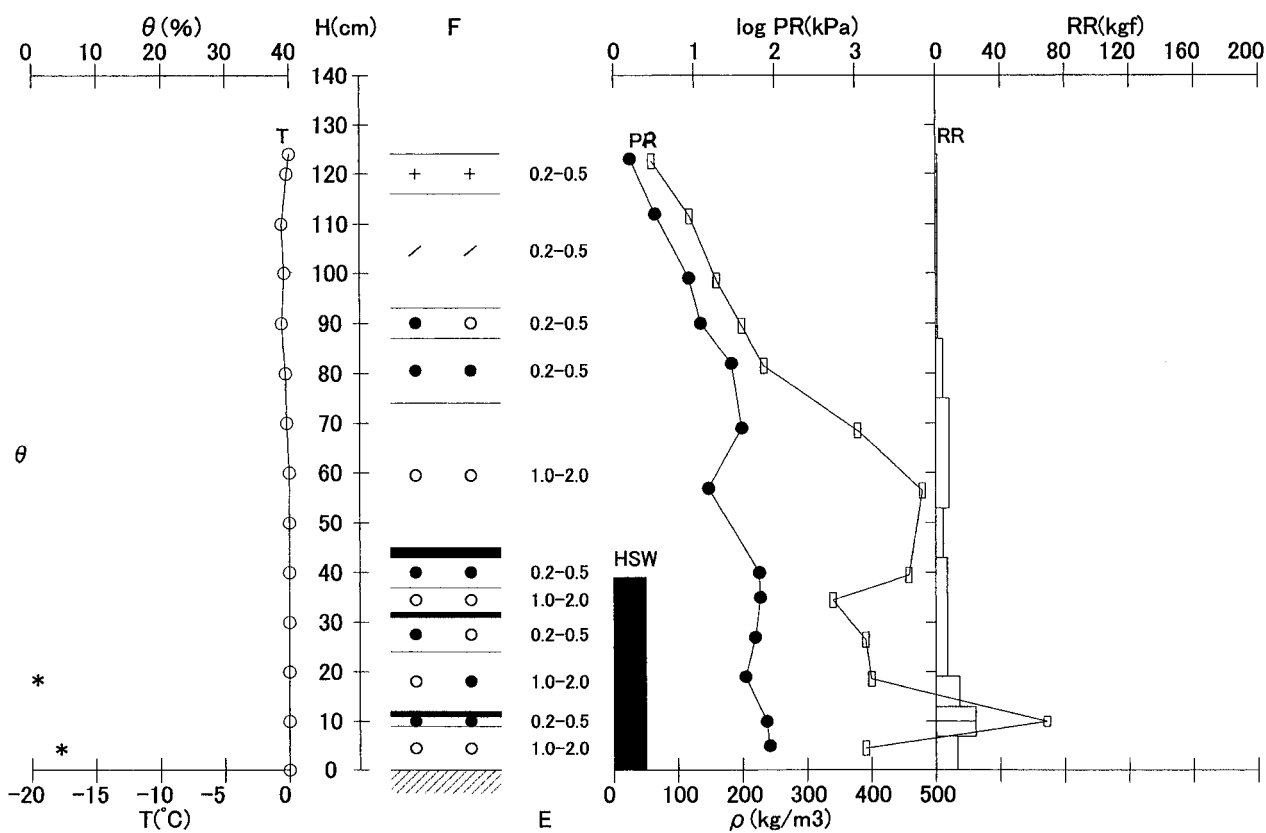 θ (%) H(cm) F log PR(kPa) RR(kgf)
0 10 20 30 40 0 1 2 3 0 40 80 120 160 200
140
130
T PR ρ RR
120 0.2-0.5
110
0.2-0.5
100
90 0.2-0.5
80 0.2-0.5
70
θ
60 1.0-2.0
50
HSW
40 0.2-0.5
1.0-2.0
30
0.2-0.5
20
* 1.0-2.0
10 0.2-0.5
* 1.0-2.0
0
-20 -15 -10 -5 0 0 100 200 300 400 500
T(°C) E ρ (kg/m3)